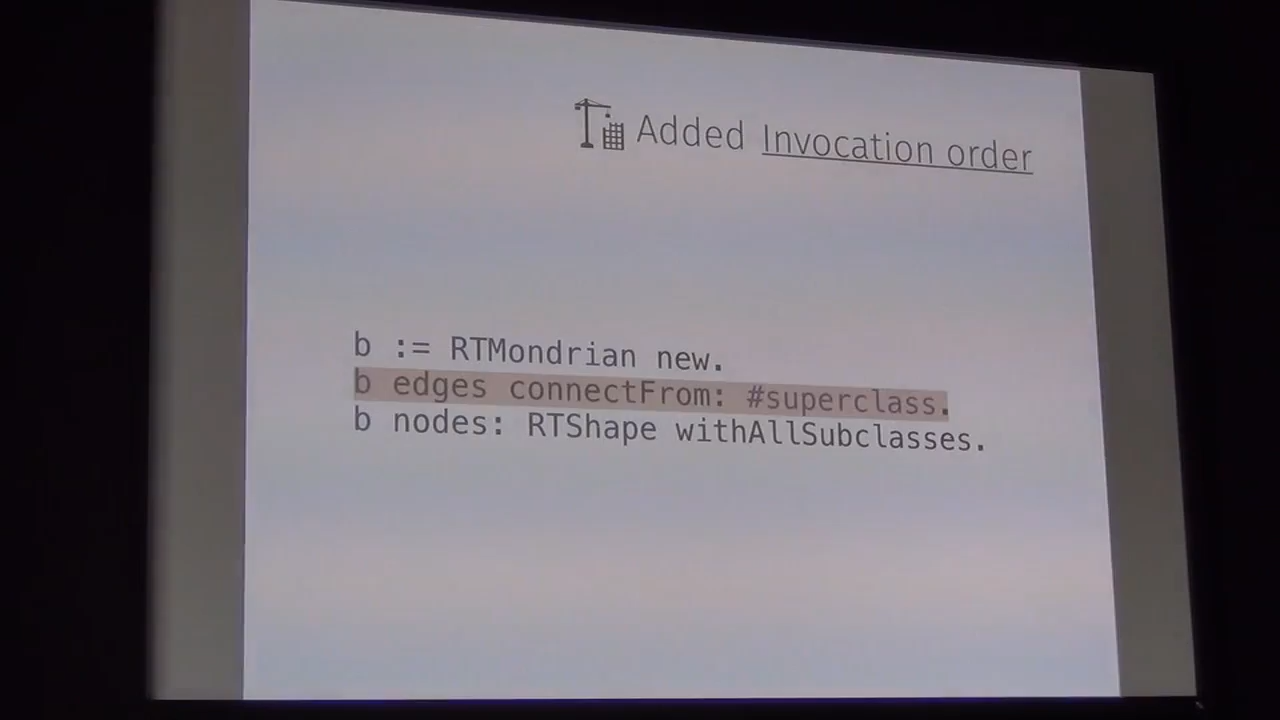 Added Invocation order
b := RTMondrian new.
b edges connectFrom: #superclass.
b nodes: RTShape withAllSubclasses.